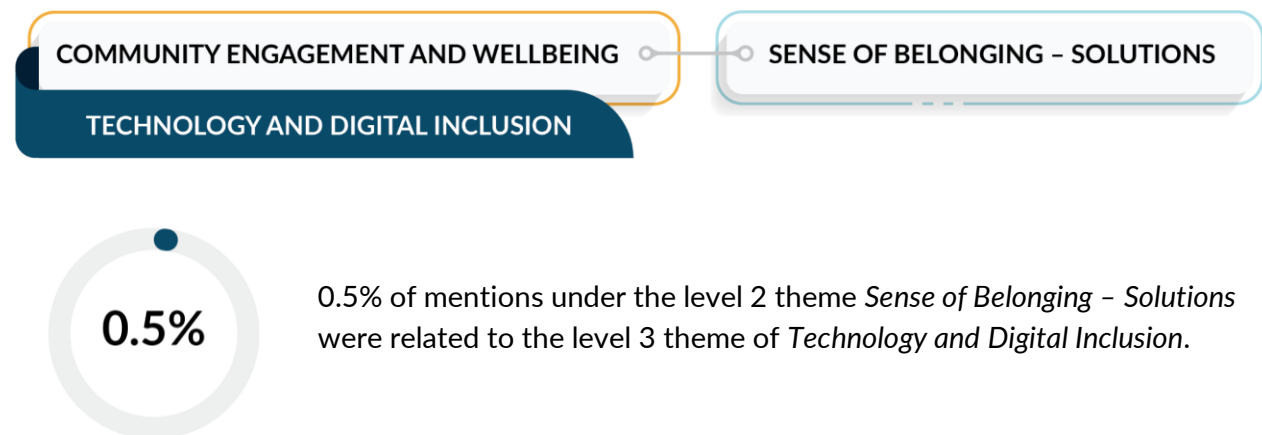 COMMUNITY ENGAGEMENT AND WELLBEING
SENSE OF BELONGING – SOLUTIONS
TECHNOLOGY AND DIGITAL INCLUSION
0.5%
0.5% of mentions under the level 2 theme Sense of Belonging – Solutions
were related to the level 3 theme of Technology and Digital Inclusion.